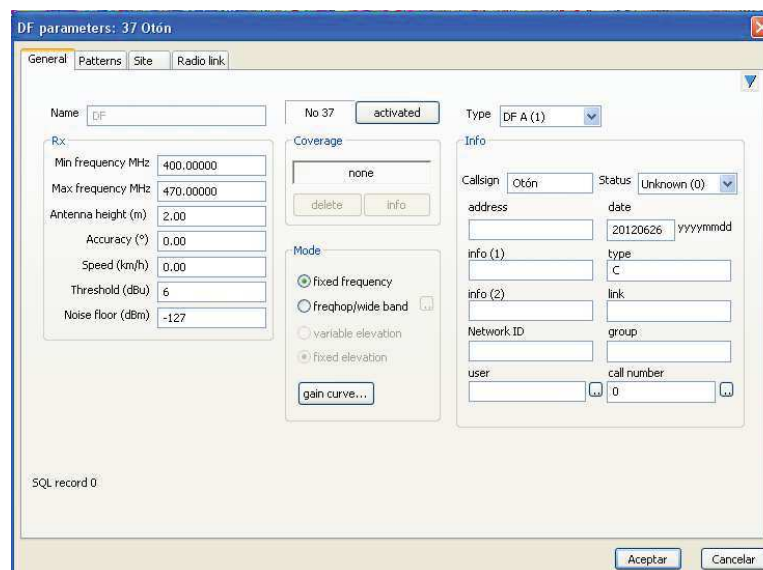 DF parameters: 37 Otón
General Patterns Site Radio link
Name DF No 37 activated Type DF A (1)
Rx
Min frequency MHz 400.00000
Max frequency MHz 470.00000
Antenna height (m) 2.00
Accuracy (°) 0.00
Speed (km/h) 0.00
Threshold (dBu) 6
Noise floor (dBm) -127
Coverage
none
delete info
Mode
fixed frequency
freqhop/wide band ..
variable elevation
fixed elevation
gain curve...
Info
Callsign Otón Status Unknown (0)
address date
20120626 yyyymmdd
info (1) type
C
info (2) link
Network ID group
user call number
.. 0 ..
SQL record 0
Aceptar Cancelar